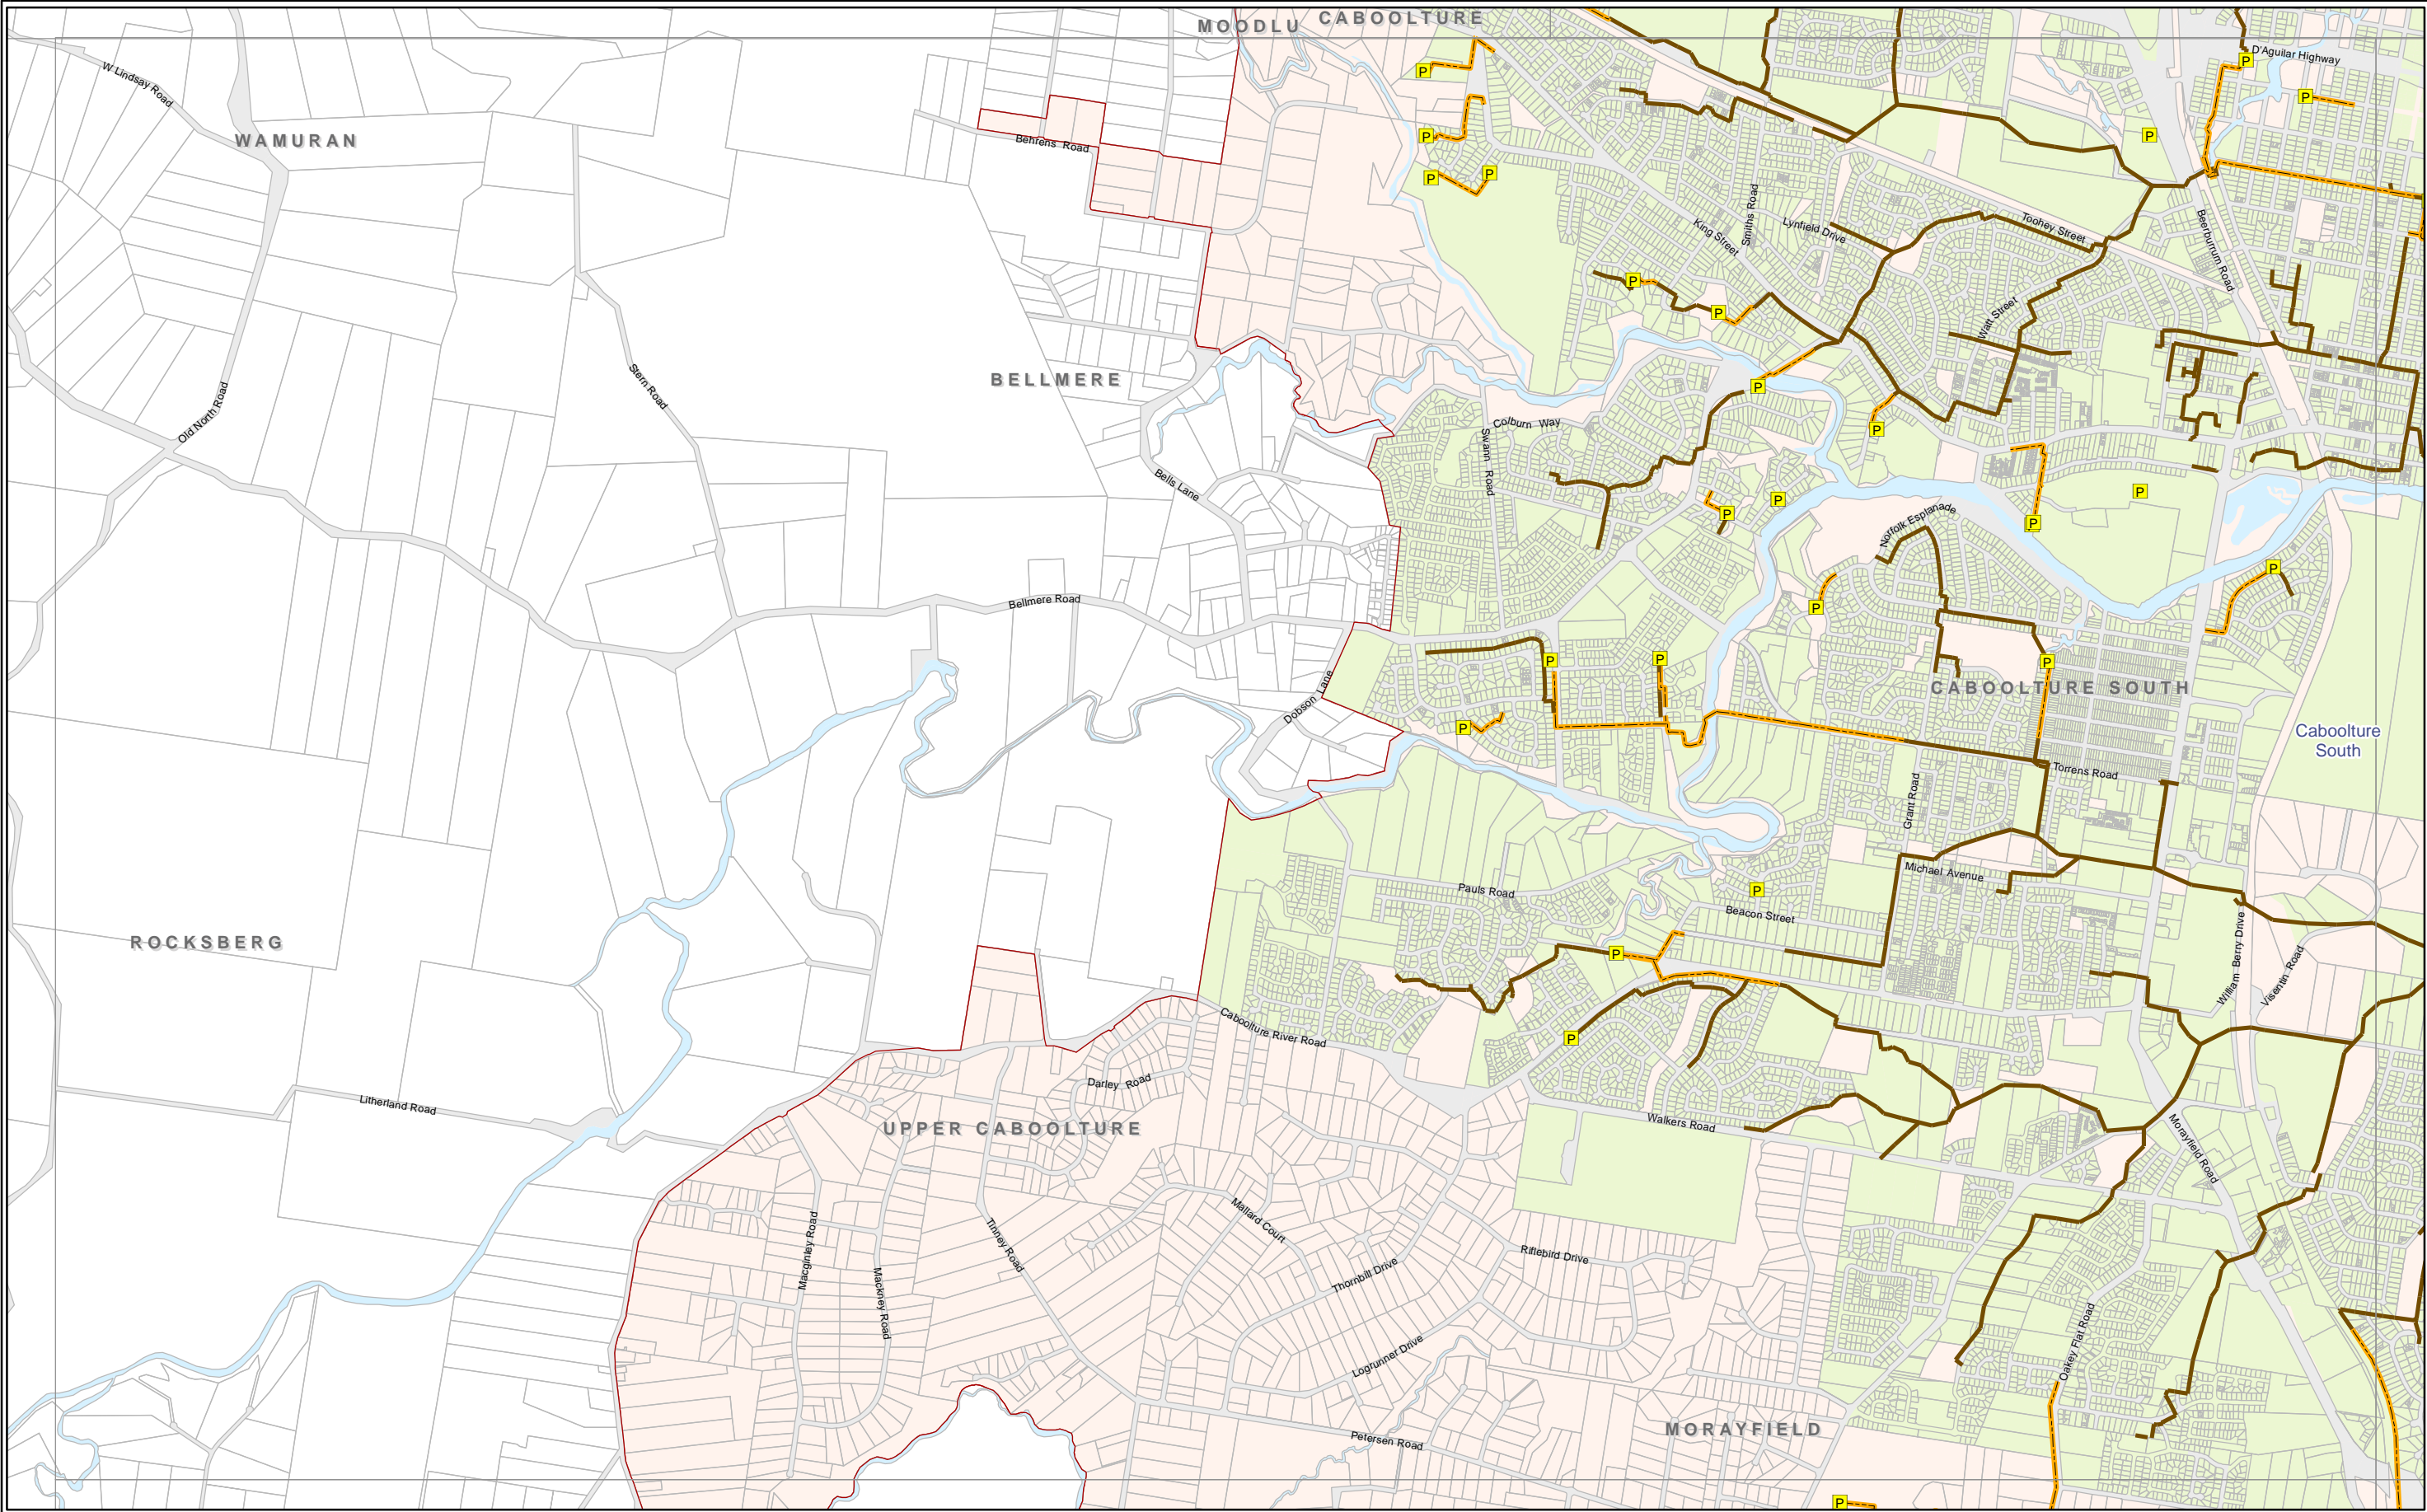 MOODLU
CABOOLTURE
D'Aguilar Highway
P
W Lindsay Road
P
P
WAMURAN
Behrens Road
P
P
P
P
Smiths Road
King Street
Lynfield Drive
Toohey Street
Beerburrum Road
P
P
Watt Street
BELLMERE
Stern Road
P
Old North Road
Colburn Way
Swann Road
P
Bells Lane
P
P
P
Norfolk Esplanade
P
P
Bellmere Road
P
P
P
P
CABOOLTURE SOUTH
Dobson Lane
P
Caboolture
South
Torrens Road
Grant Road
Michael Avenue
Pauls Road
P
Beacon Street
ROCKSBERG
William Berry Drive
Visentin Road
P
Caboolture River Road
P
Darley Road
Litherland Road
UPPER CABOOLTURE
Walkers Road
Morayfield Road
Mallard Court
Macginley Road
Tinney Road
Riflebird Drive
Thornbill Drive
Mackney Road
Logrunner Drive
Oakey Flat Road
MORAYFIELD
Petersen Road
P